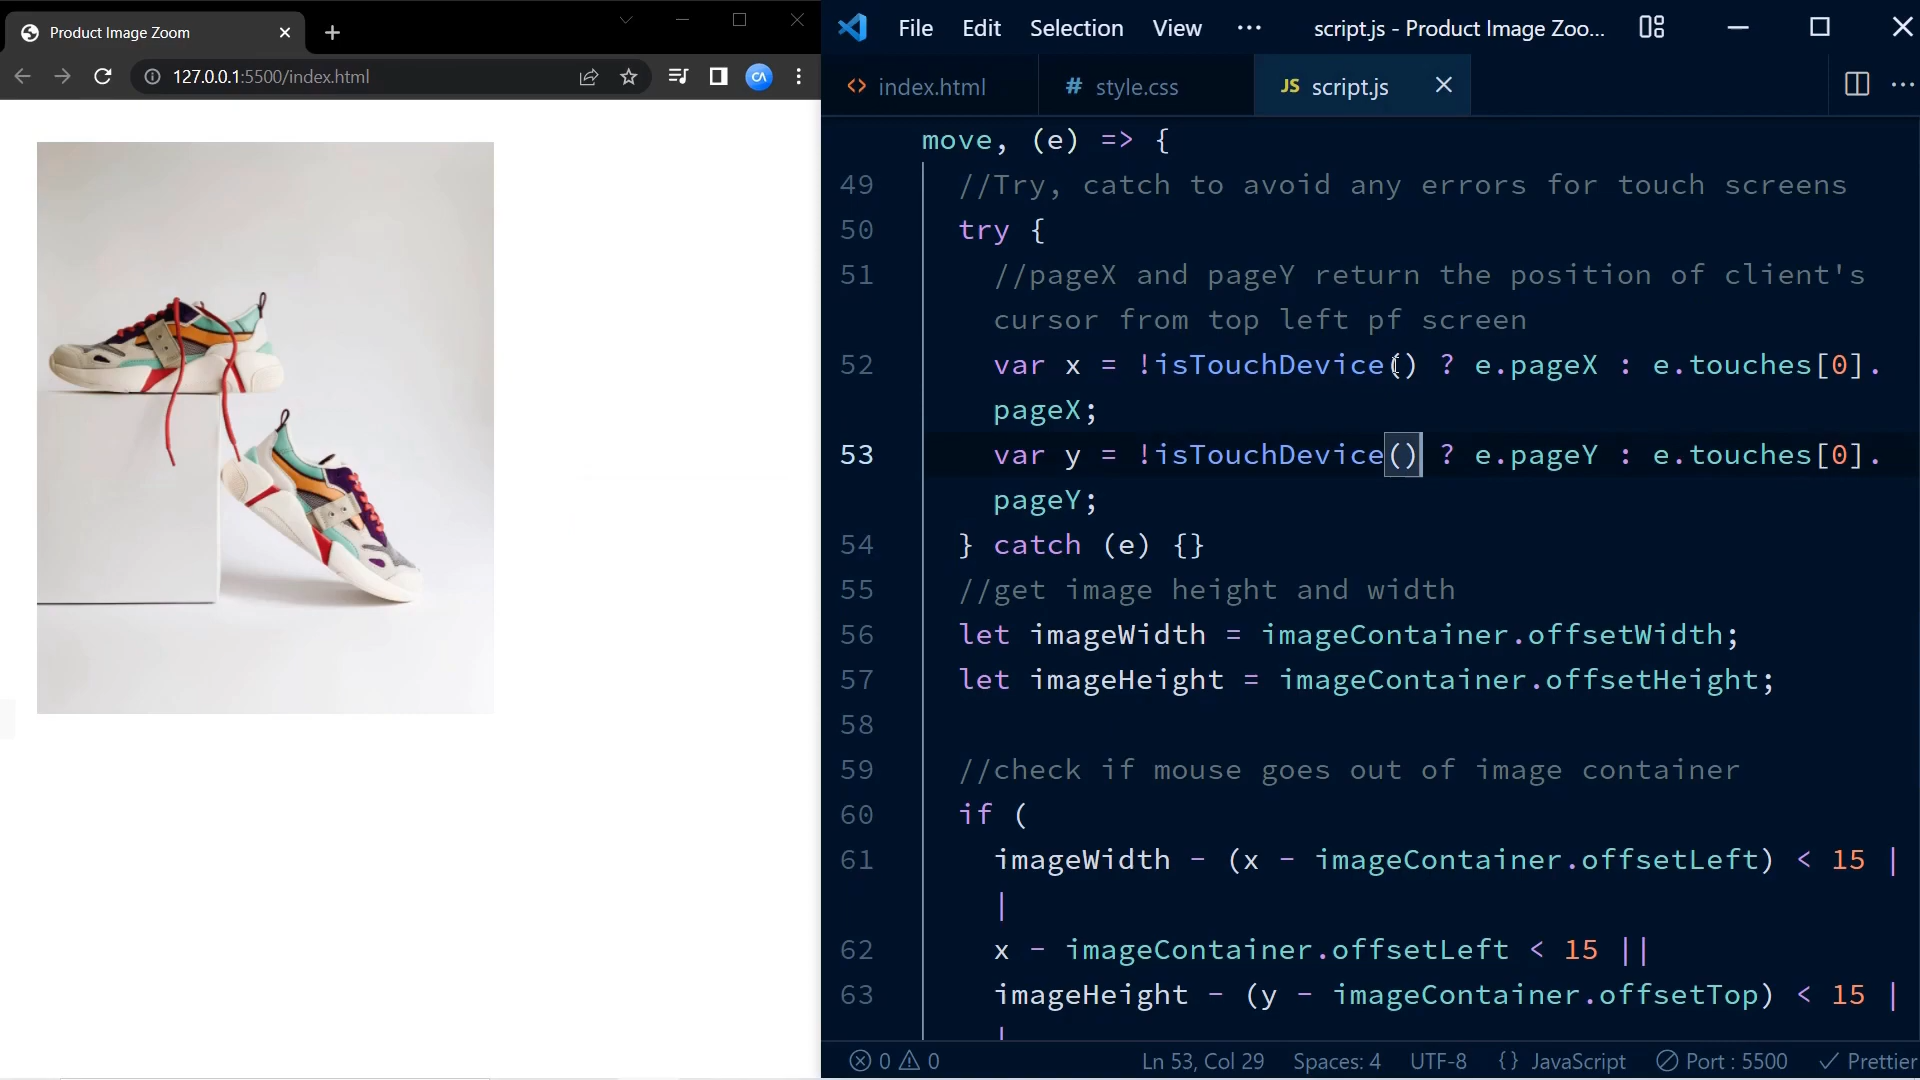 Product Image Zoom
127.0.0.1:5500/index.html
CA
File Edit Selection View ··· script.js - Product Image Zoo...
<> index.html # style.css JS script.js
move, (e) => {
49 //Try, catch to avoid any errors for touch screens
50 try {
51 //pageX and pageY return the position of client's
cursor from top left pf screen
52 var x = !isTouchDevice() ? e.pageX : e.touches[0].
pageX;
53 var y = !isTouchDevice() ? e.pageY : e.touches[0].
pageY;
54 } catch (e) {}
55 //get image height and width
56 let imageWidth = imageContainer.offsetWidth;
57 let imageHeight = imageContainer.offsetHeight;
58
59 //check if mouse goes out of image container
60 if (
61 imageWidth - (x - imageContainer.offsetLeft) < 15 |
|
62 x - imageContainer.offsetLeft < 15 ||
63 imageHeight - (y - imageContainer.offsetTop) < 15 |
|
0 0 Ln 53, Col 29 Spaces: 4 UTF-8 {} JavaScript Port : 5500 Prettier